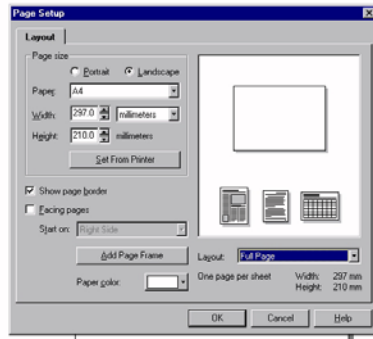 Page Setup
Layout
Page size
Portrait Landscape
Paper: A4
Width: 297.0 millimeters
Height: 210.0 millimeters
Set From Printer
Show page border
Facing pages
Start on: Right Side
Add Page Frame
Paper color:
Layout: Full Page
One page per sheet Width: 297 mm
Height: 210 mm
OK Cancel Help